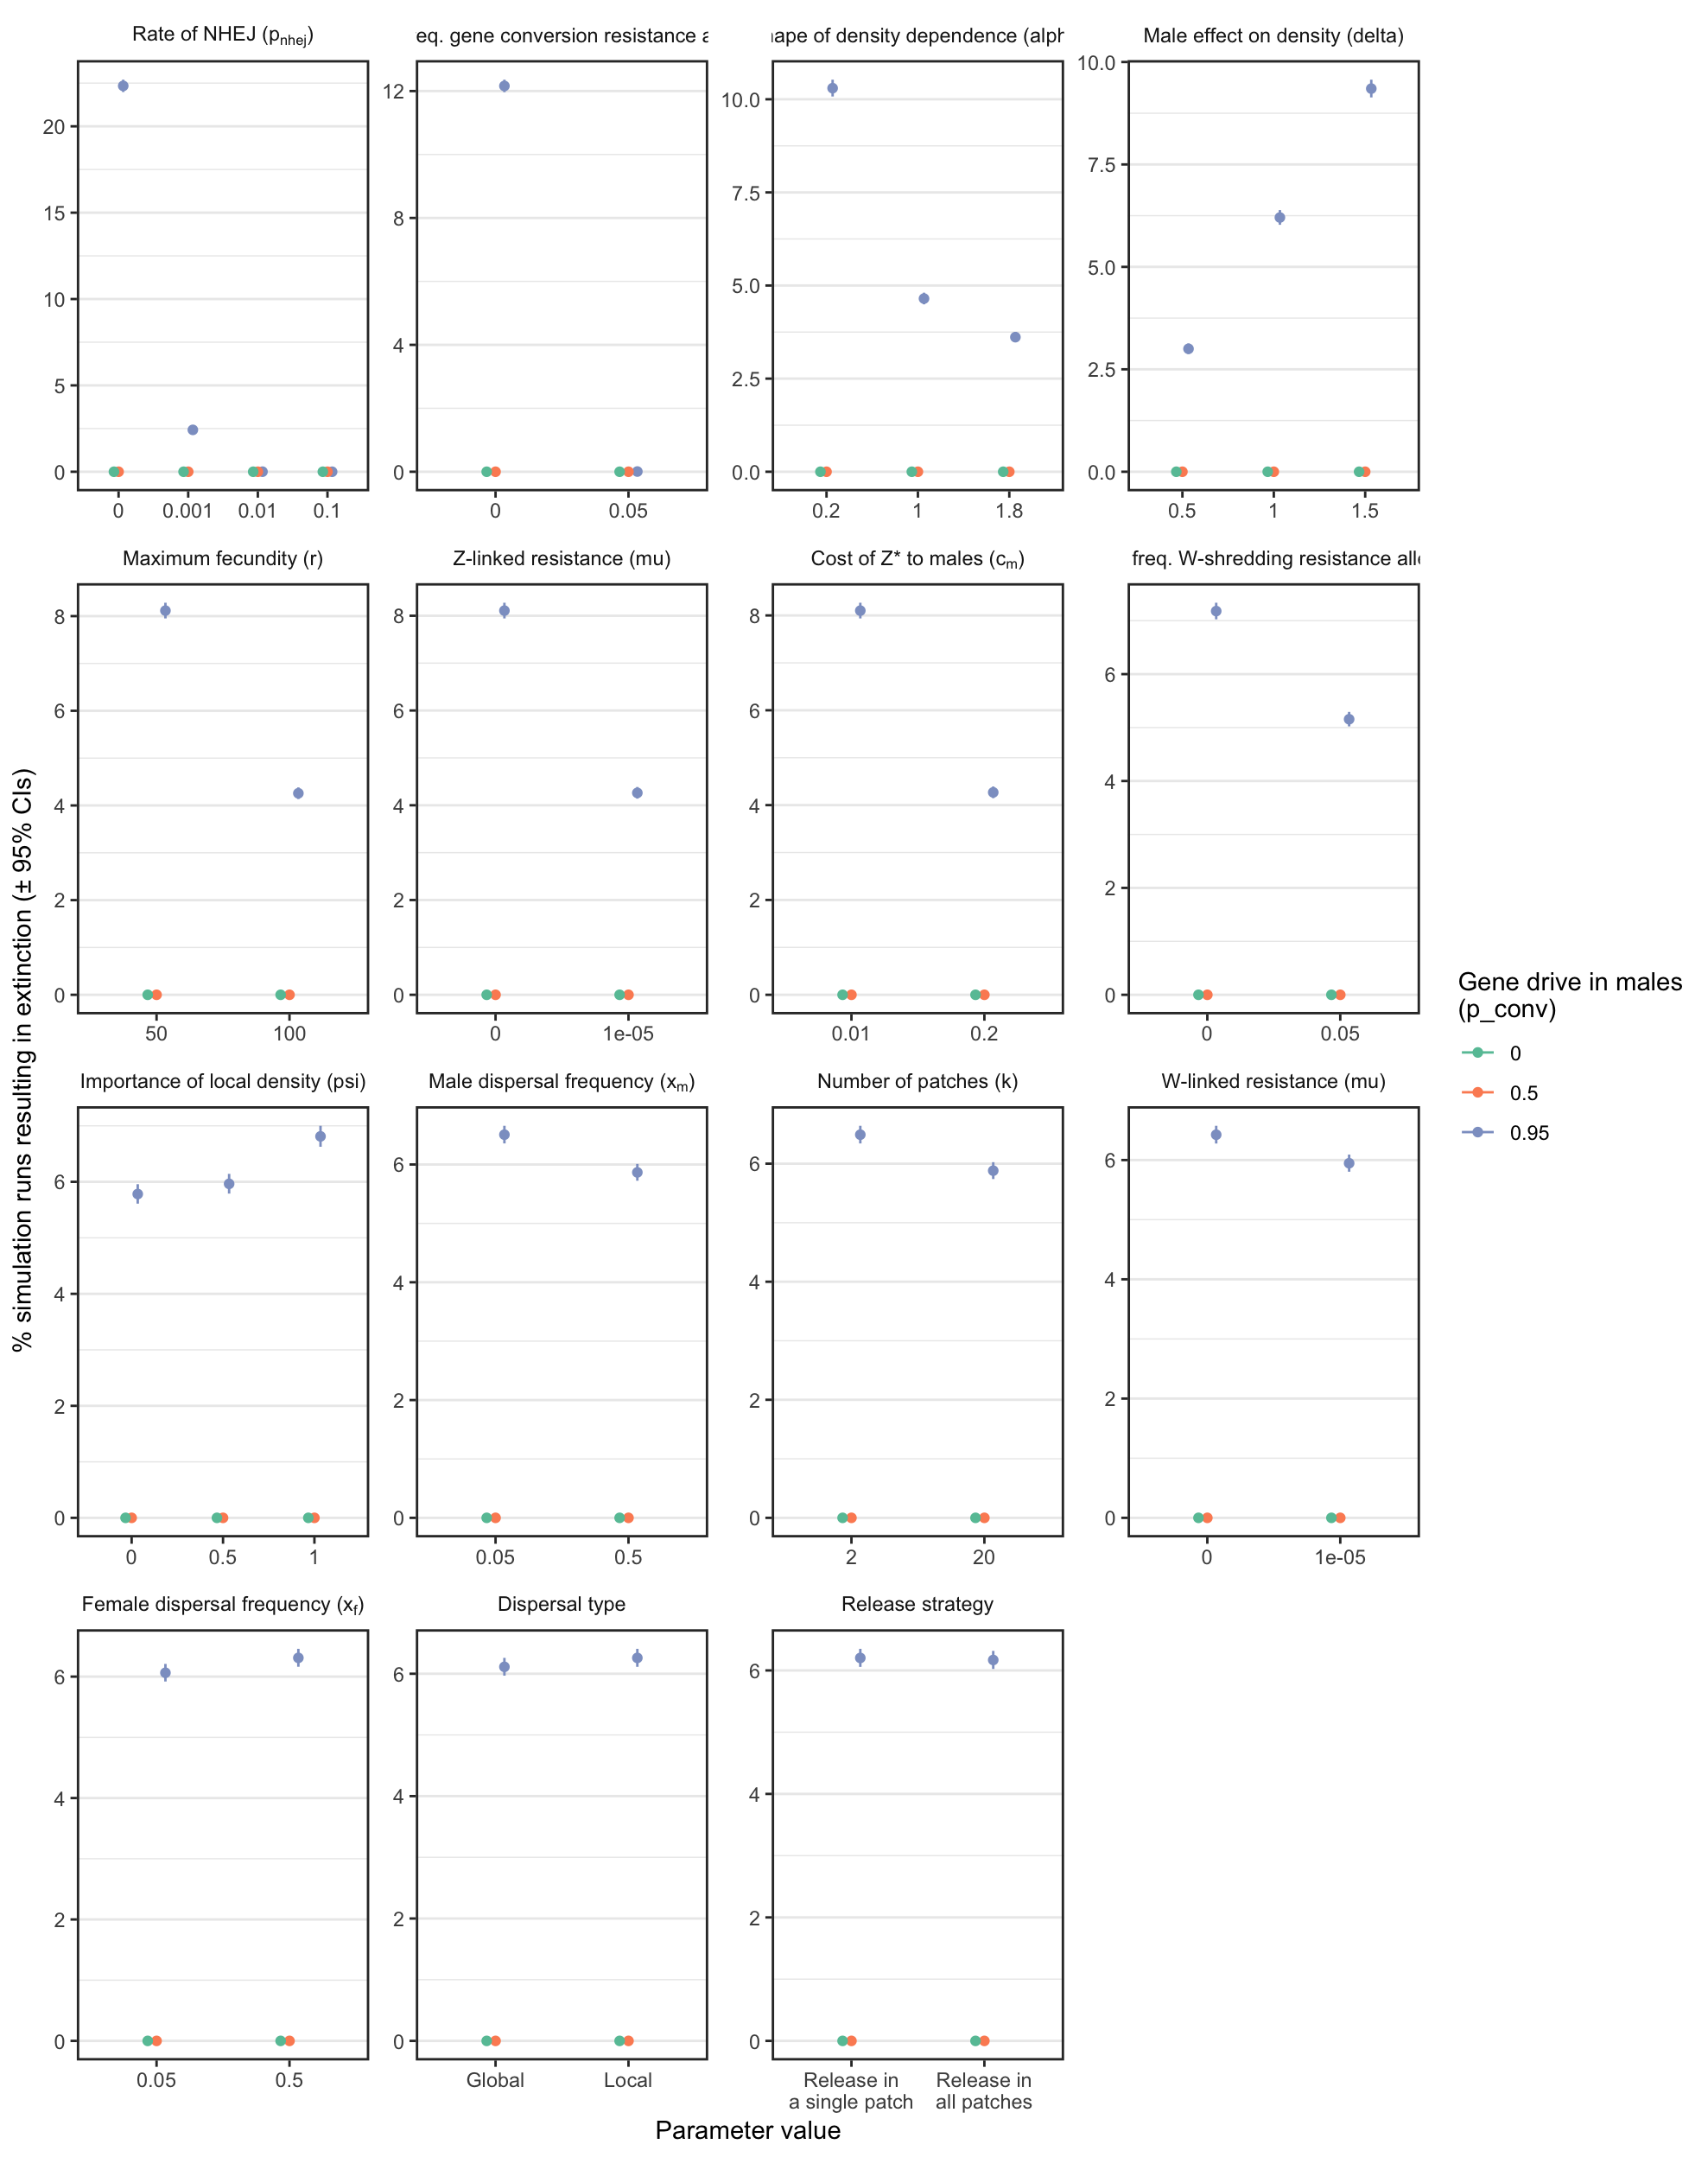 Rate of NHEJ (pnhej)
eq. gene conversion resistance a
ape of density dependence (alph
Male effect on density (delta)
20
15
10
5
0
0 0.001 0.01 0.1
12
8
4
0
0 0.05
10.0
7.5
5.0
2.5
0.0
0.2 1 1.8
10.0
7.5
5.0
2.5
0.0
0.5 1 1.5
Maximum fecundity (r)
Z-linked resistance (mu)
Cost of Z* to males (cm)
freq. W-shredding resistance alle
8
6
4
2
0
50 100
8
6
4
2
0
0 1e-05
8
6
4
2
0
0.01 0.2
6
4
2
0
0 0.05
Importance of local density (psi)
Male dispersal frequency (xm)
Number of patches (k)
W-linked resistance (mu)
6
4
2
0
0 0.5 1
6
4
2
0
0.05 0.5
6
4
2
0
2 20
6
4
2
0
0 1e-05
Female dispersal frequency (xf)
Dispersal type
Release strategy
6
4
2
0
0.05 0.5
6
4
2
0
Global Local
6
4
2
0
Release in
a single patch
Release in
all patches
% simulation runs resulting in extinction (± 95% CIs)
Parameter value
Gene drive in males
(p_conv)
0
0.5
0.95